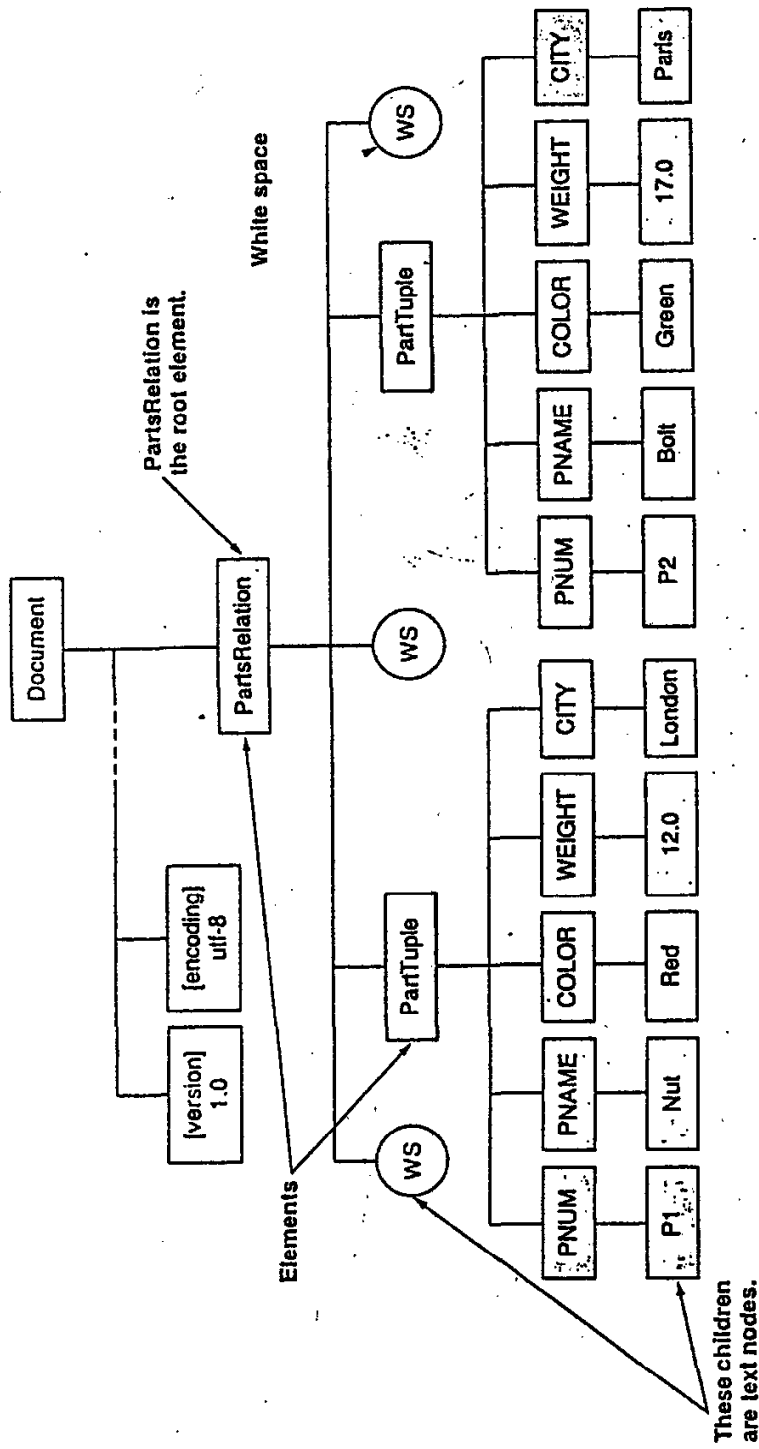 Document
[version]
1.0
[encoding]
utf-8
PartsRelation is
the root element.
PartsRelation
Elements
White space
WS
PartTuple
WS
PartTuple
WS
PNUM
PNAME
COLOR
WEIGHT
CITY
PNUM
PNAME
COLOR
WEIGHT
CITY
P1
Nut
Red
12.0
London
P2
Bolt
Green
17.0
Paris
These children
are text nodes.